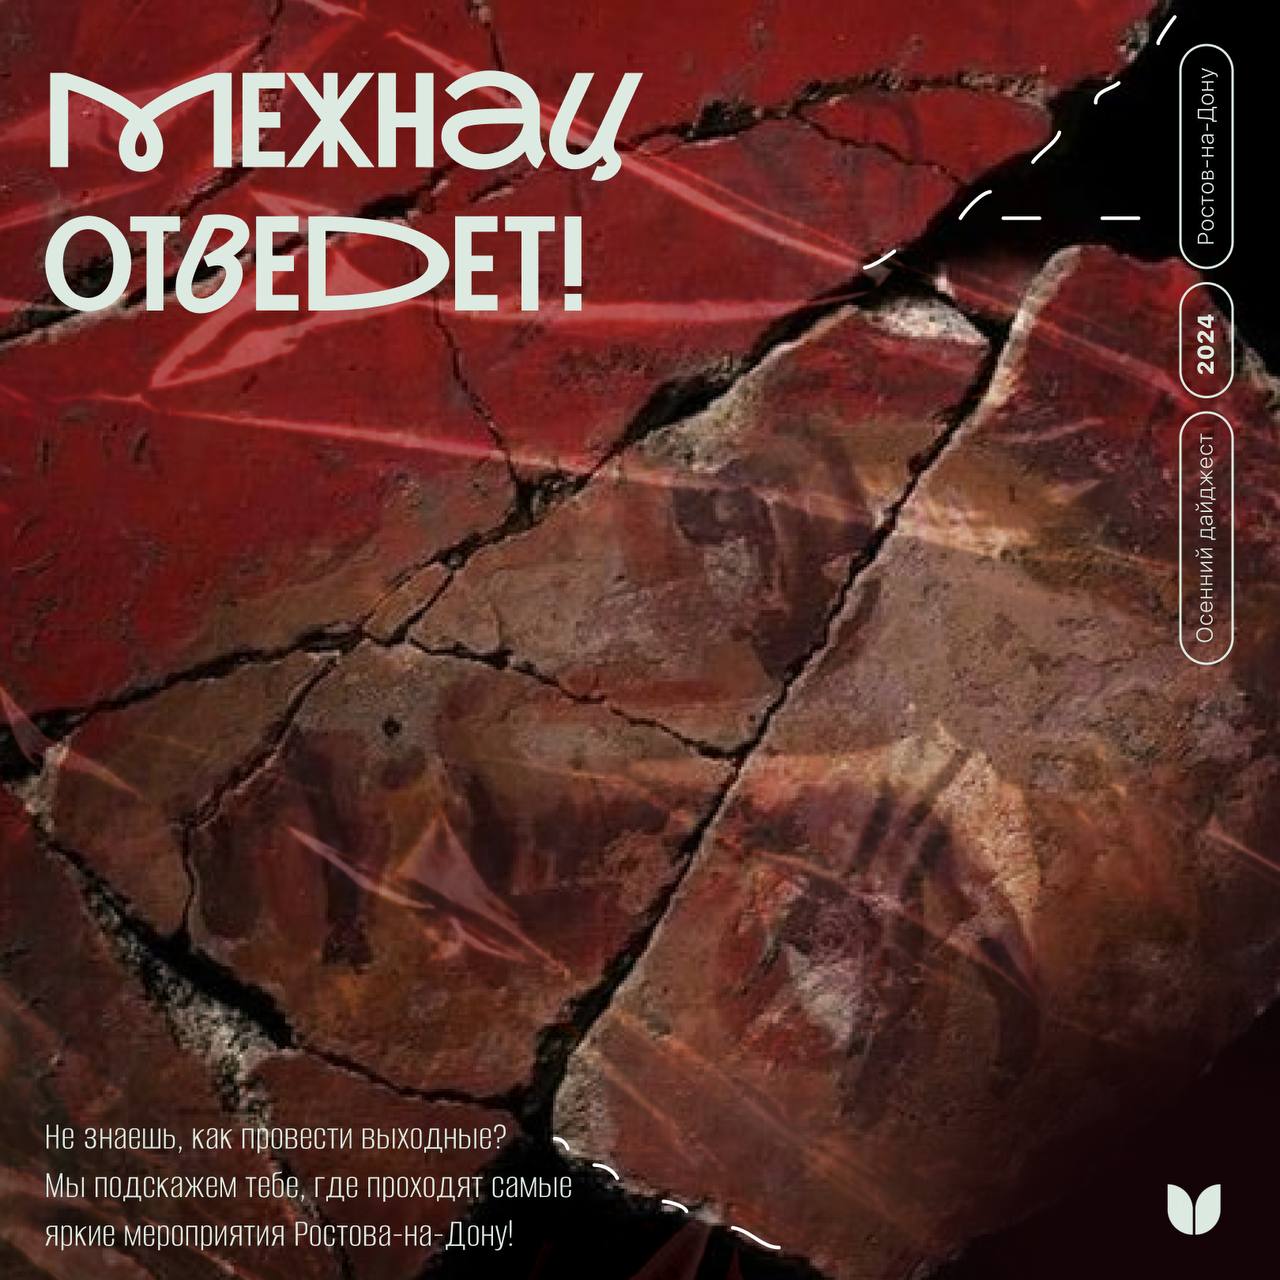 МЕЖНАЦ
ОТВЕDЕТ!
Ростов-на-Дону
2024
Осенний дайджест
Не знаешь, как провести выходные?
Мы подскажем тебе, где проходят самые
яркие мероприятия Ростова-на-Дону!